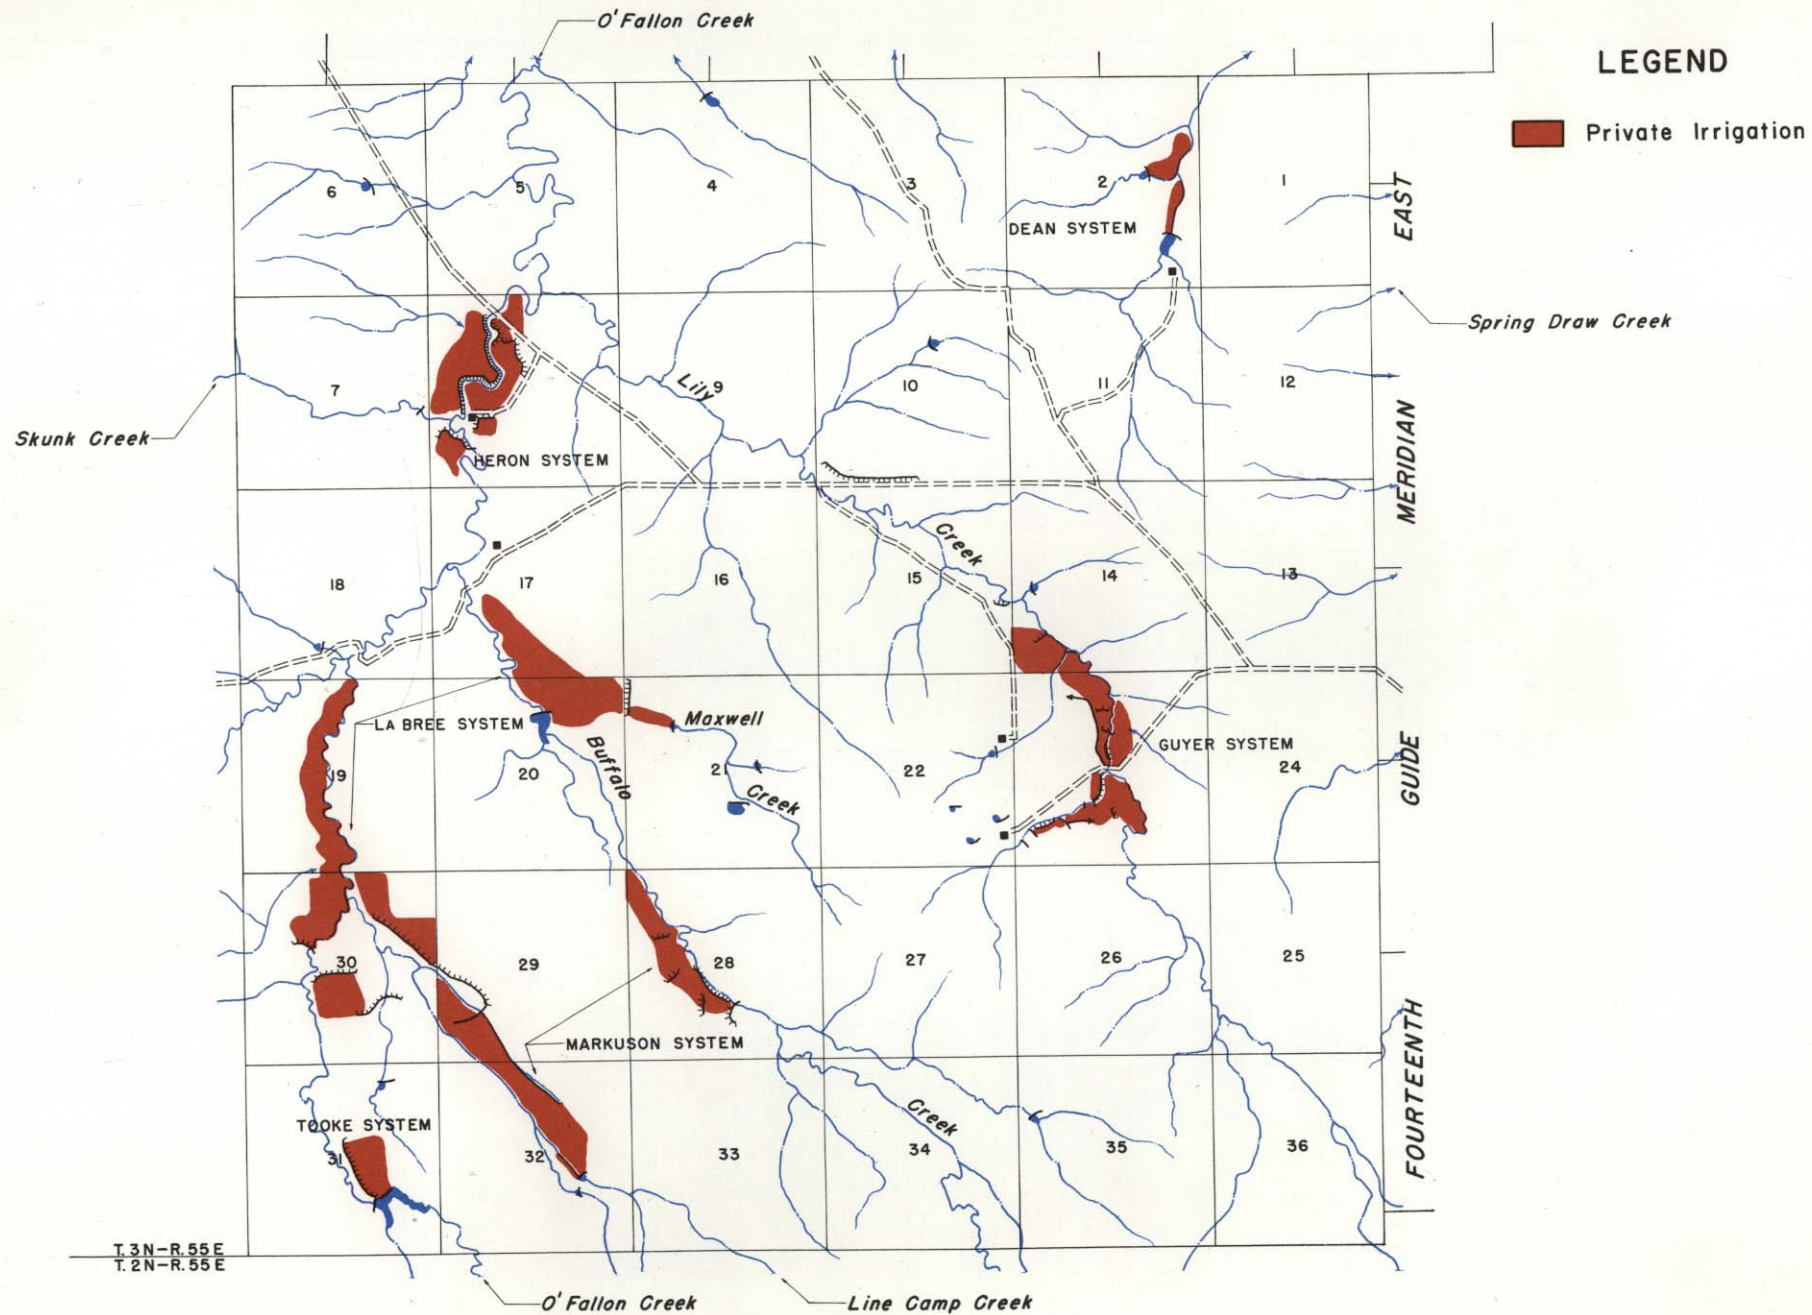 O' Fallon Creek
LEGEND
Private Irrigation
6
5
4
3
2
1
DEAN SYSTEM
EAST
Spring Draw Creek
7
Lily
9
10
11
12
Skunk Creek
HERON SYSTEM
MERIDIAN
Creek
18
17
16
15
14
13
LA BREE SYSTEM
Maxwell
GUYER SYSTEM
19
20
Buffalo
21
Creek
22
24
GUIDE
30
29
28
27
26
25
MARKUSON SYSTEM
FOURTEENTH
TOOKE SYSTEM
Creek
31
32
33
34
35
36
T. 3N-R. 55E
T. 2N-R. 55E
O' Fallon Creek
Line Camp Creek